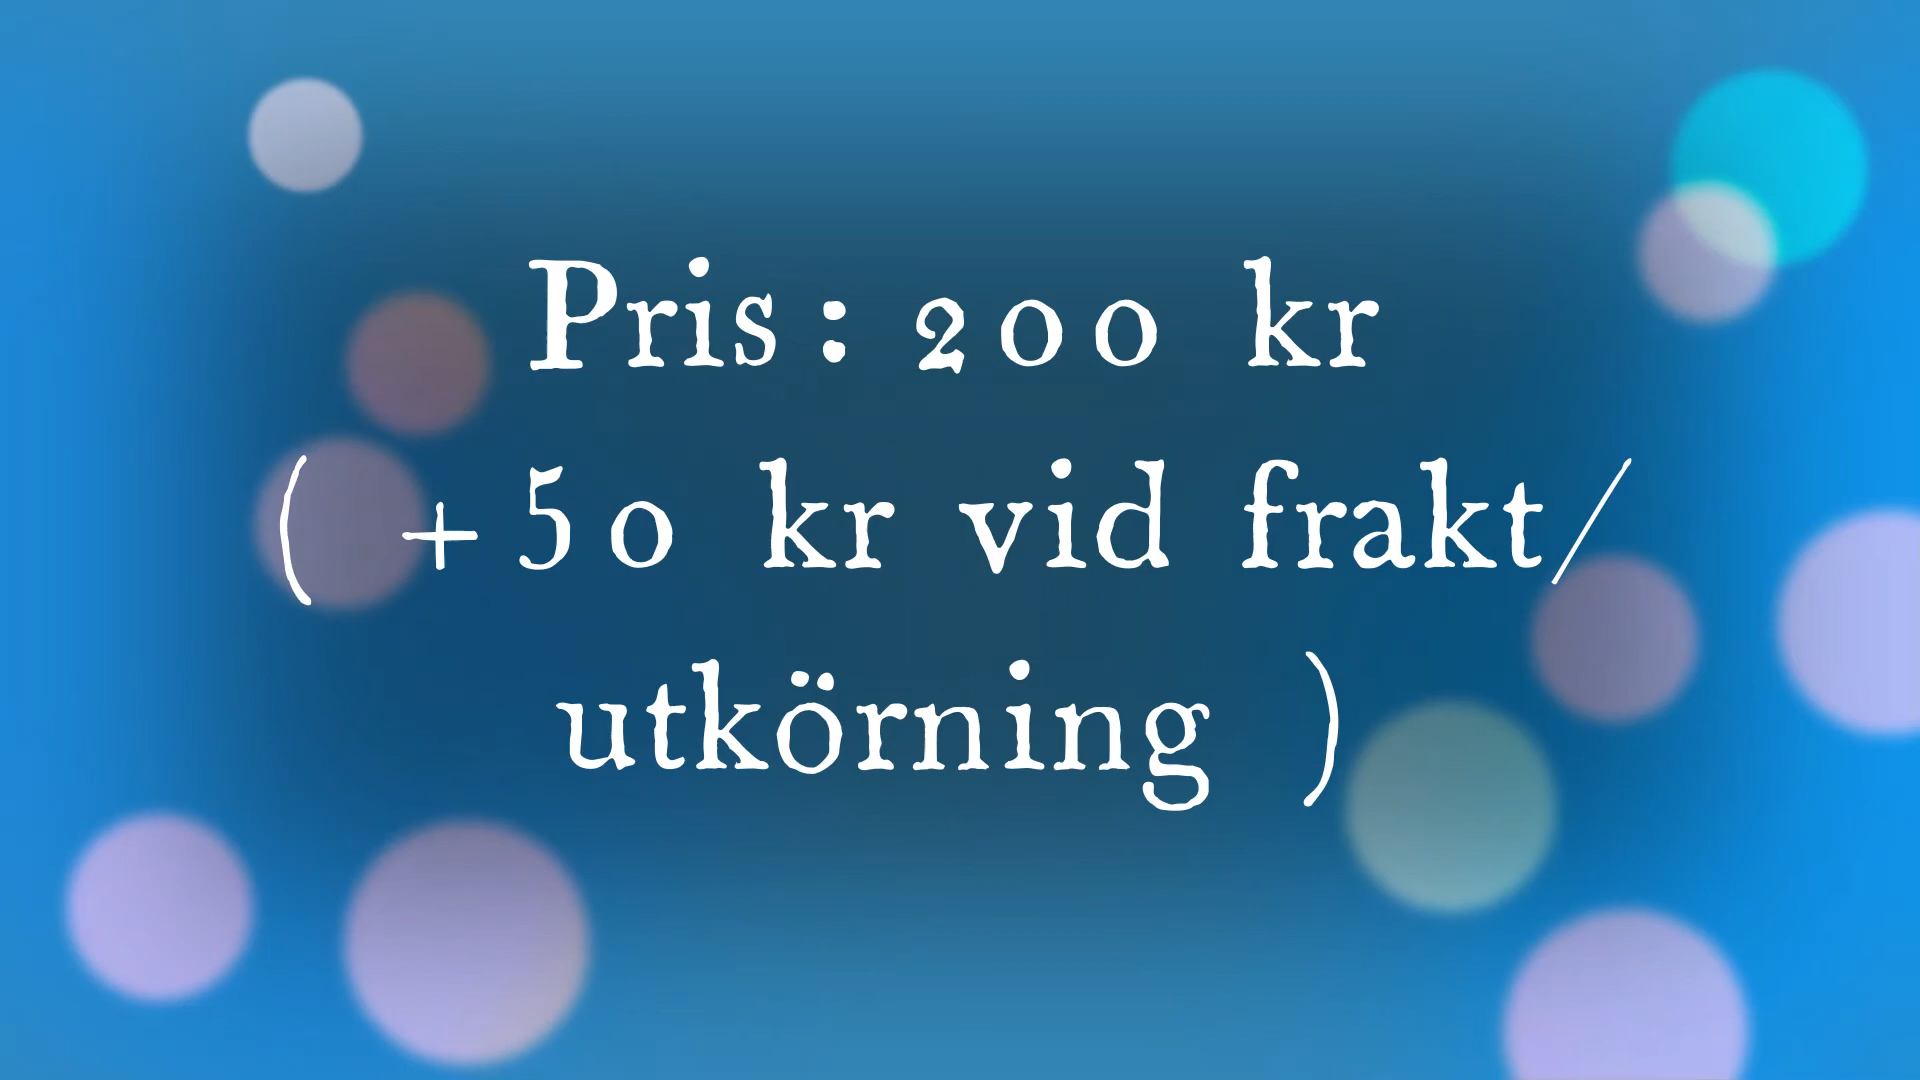 Pris: 200 kr
( +50 kr vid frakt/
utkörning )